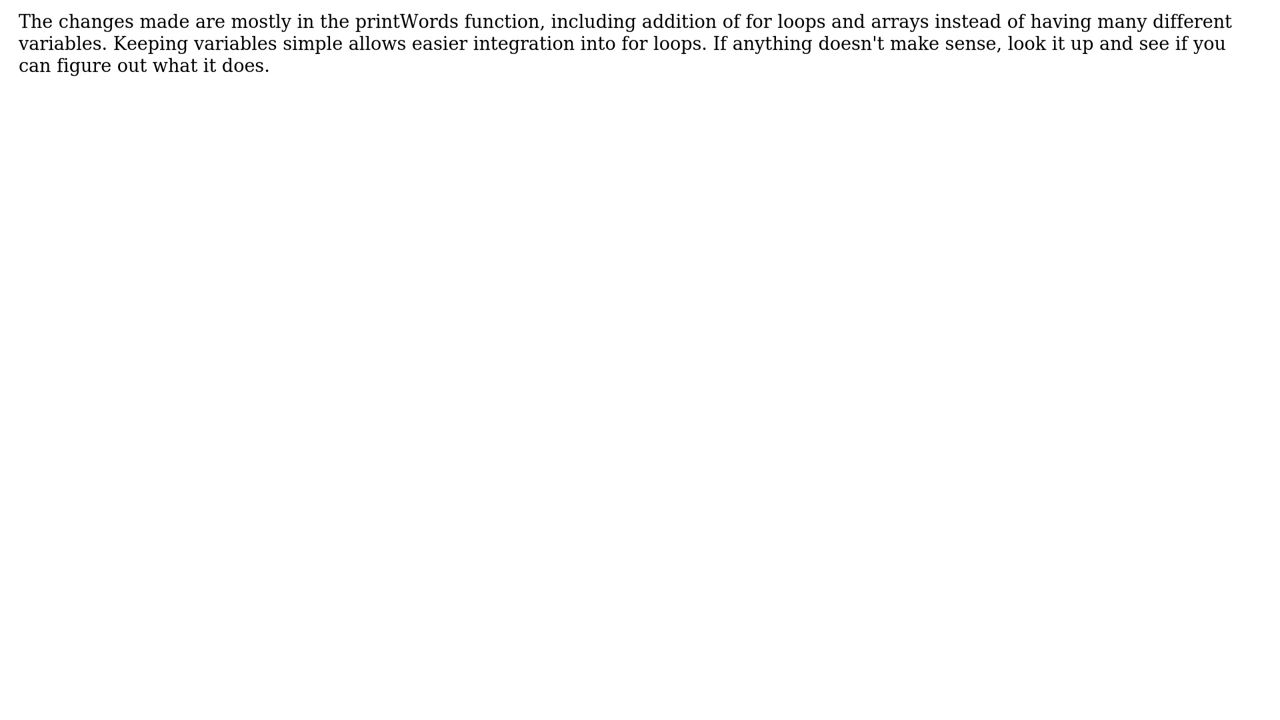 The changes made are mostly in the printWords function, including addition of for loops and arrays instead of having many different
variables. Keeping variables simple allows easier integration into for loops. If anything doesn't make sense, look it up and see if you
can figure out what it does.